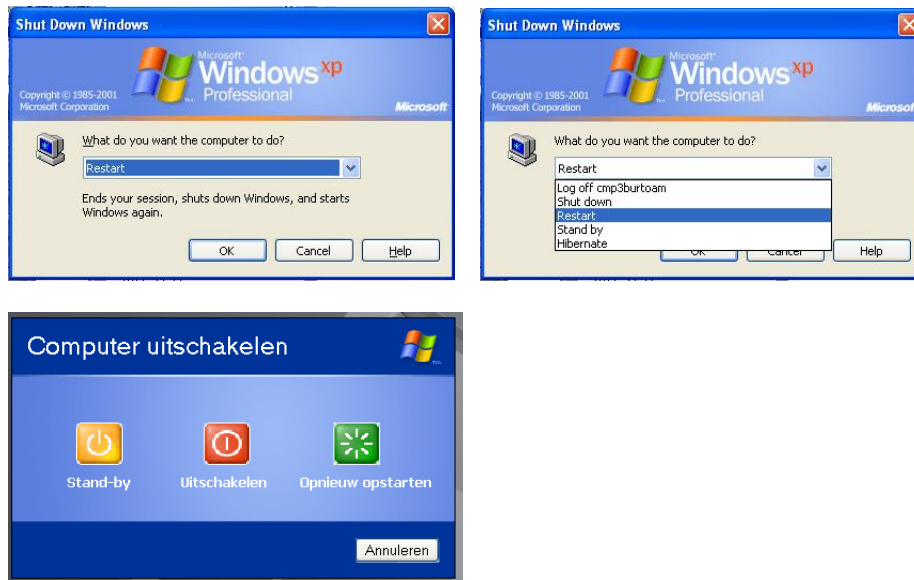 Shut Down Windows
Microsoft
Windows xp
Professional
Copyright © 1985-2001
Microsoft Corporation
Microsoft
What do you want the computer to do?
Restart
Ends your session, shuts down Windows, and starts
Windows again.
OK Cancel Help
Shut Down Windows
Microsoft
Windows xp
Professional
Copyright © 1985-2001
Microsoft Corporation
What do you want the computer to do?
Restart
Log off cmp3burtoam
Shut down
Restart
Stand by
Hibernate
OK Cancel Help
Computer uitschakelen
Stand-by Uitschakelen Opnieuw opstarten
Annuleren